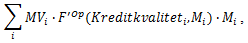 ∑ᵢ MVᵢ · F′ᴼᵖ(Kreditkvalitetᵢ, Mᵢ) · Mᵢ ,